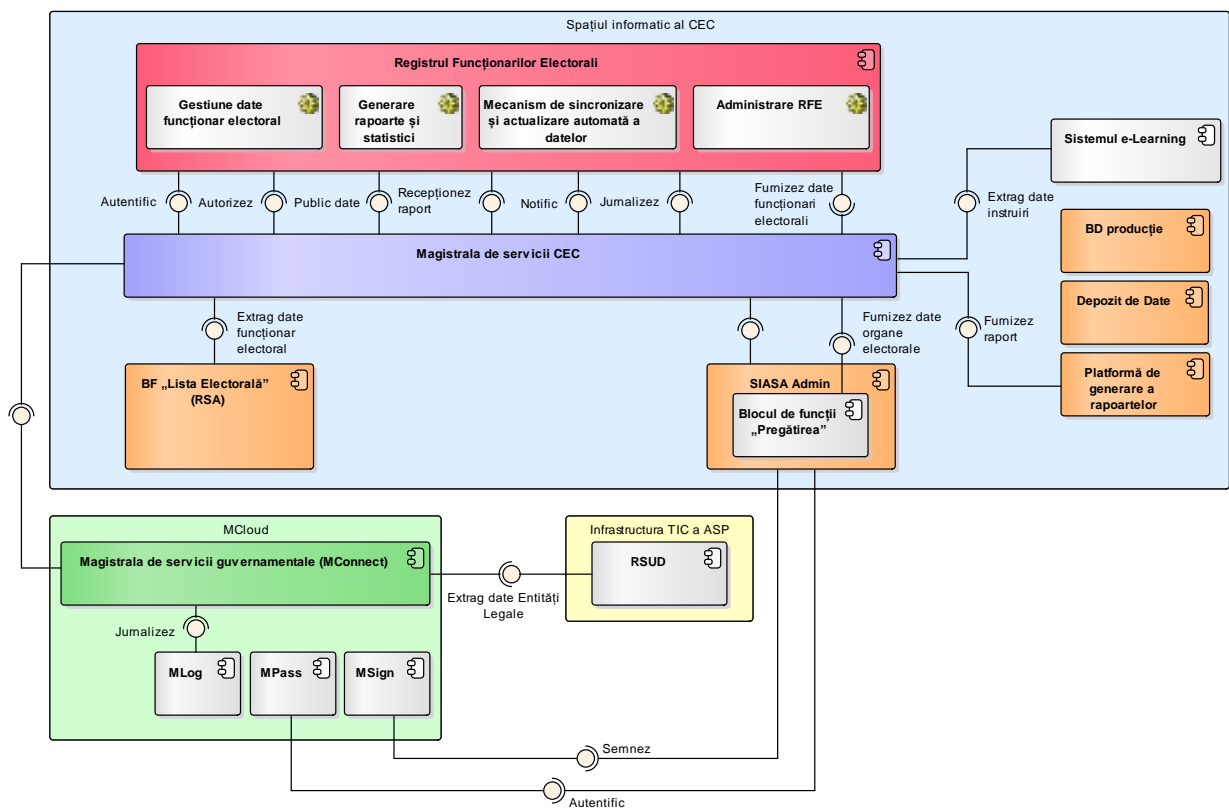 Spațiul informatic al CEC
Registrul Funcționarilor Electorali
Gestiune date
funcționar electoral
Generare
rapoarte și
statistici
Mecanism de sincronizare
și actualizare automată a
datelor
Administrare RFE
Sistemul e-Learning
Autentific
Autorizez
Public date
Recepționez
raport
Notific
Jurnalizez
Furnizez date
funcționari
electorali
Extrag date
instruiri
BD producție
Magistrala de servicii CEC
Depozit de Date
Extrag date
funcționar
electoral
Furnizez date
organe
electorale
Furnizez
raport
Platformă de
generare a
rapoartelor
BF „Lista Electorală”
(RSA)
SIASA Admin
Blocul de funcții
„Pregătirea”
MCloud
Infrastructura TIC a ASP
Magistrala de servicii guvernamentale (MConnect)
RSUD
Extrag date Entități
Legale
Jurnalizez
MLog
MPass
MSign
Semnez
Autentific